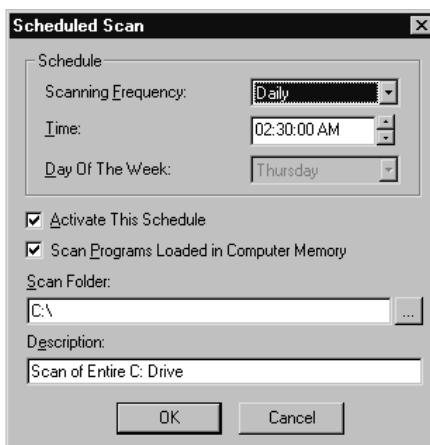 Scheduled Scan
Schedule
Scanning Frequency: Daily
Time: 02:30:00 AM
Day Of The Week: Thursday
Activate This Schedule
Scan Programs Loaded in Computer Memory
Scan Folder:
C:\
...
Description:
Scan of Entire C: Drive
OK Cancel